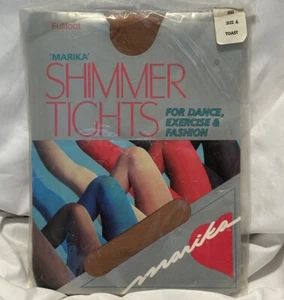 Fullfoot
SIZE A
TOAST
'MARIKA'
SHIMMER
TIGHTS
FOR DANCE,
EXERCISE &
FASHION
marika